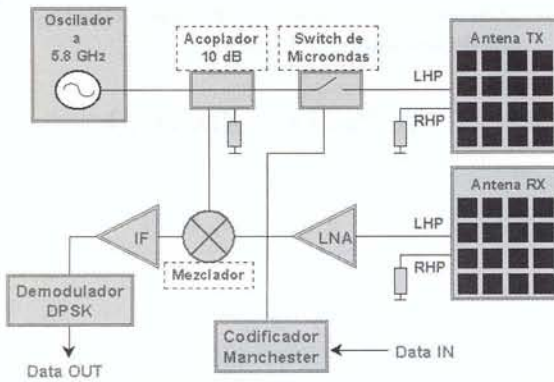 Oscilador
a
5.8 GHz
Acoplador
10 dB
Switch de
Microondas
Antena TX
LHP
RHP
Antena RX
LHP
RHP
IF
Mezclador
LNA
Demodulador
DPSK
Codificador
Manchester
Data IN
Data OUT